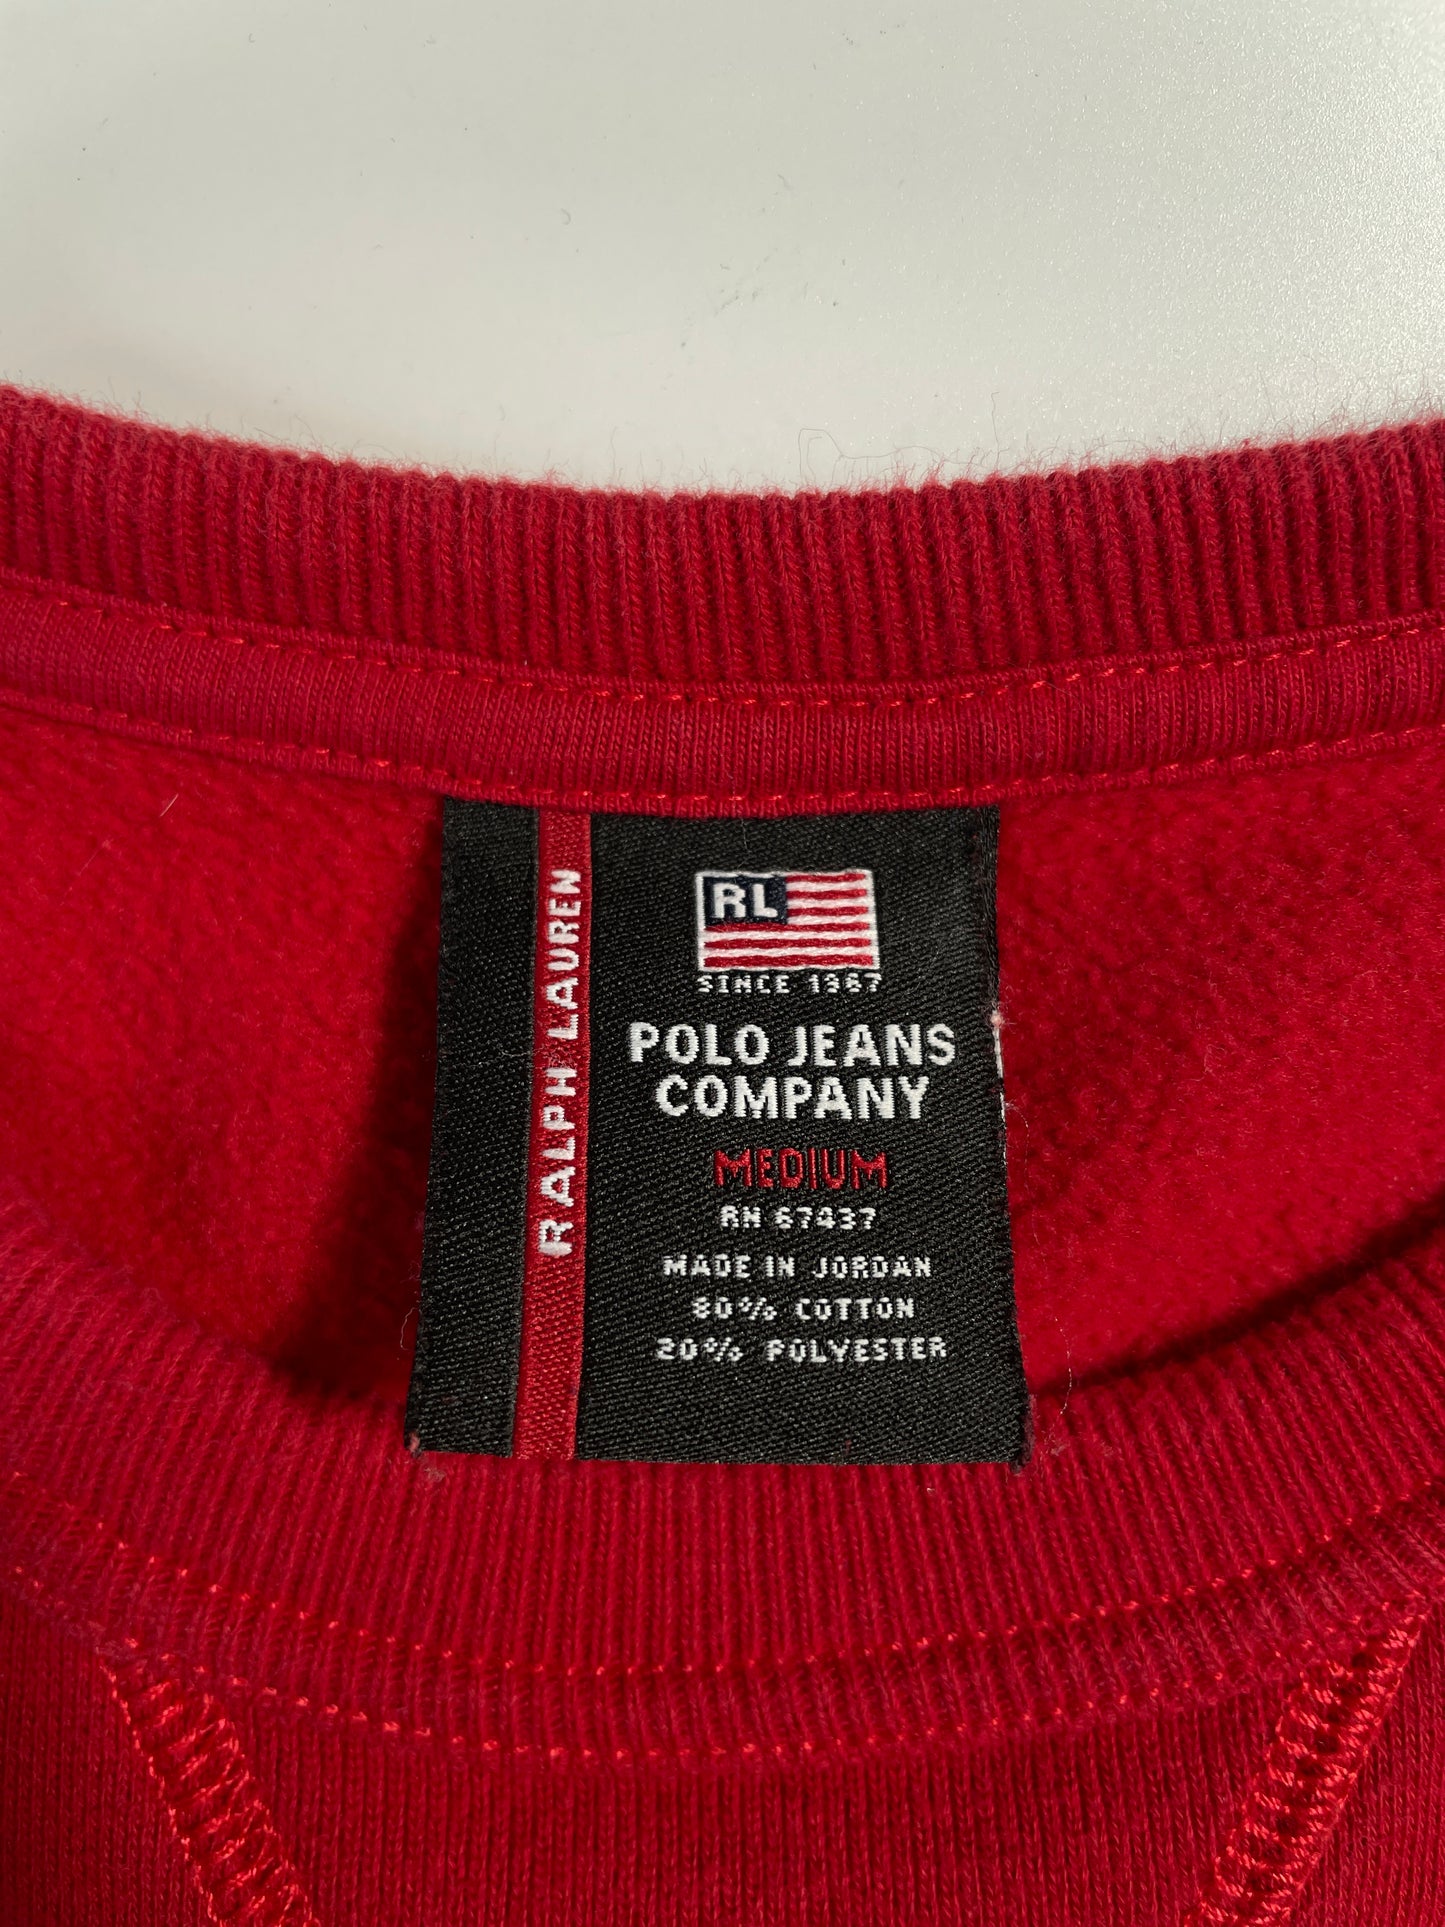 RALPH LAUREN
RL
SINCE 1967
POLO JEANS
COMPANY
MEDIUM
RN 67437
MADE IN JORDAN
80% COTTON
20% POLYESTER